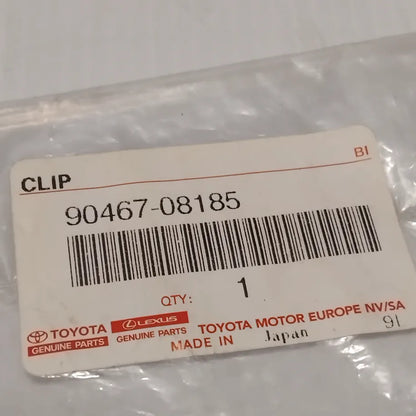 BI
CLIP
90467-08185
QTY: 1
TOYOTA LEXUS TOYOTA MOTOR EUROPE NV/SA
GENUINE PARTS GENUINE PARTS
MADE IN Japan 91